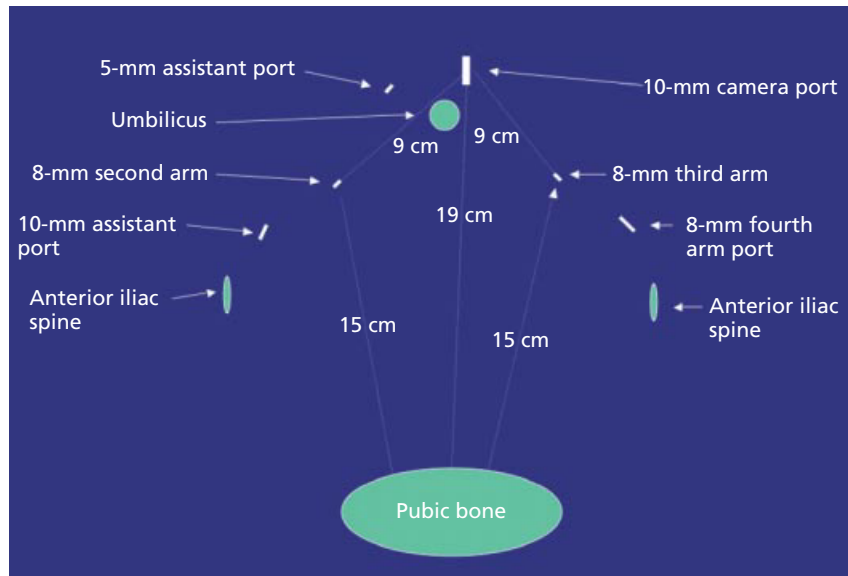 5-mm assistant port
10-mm camera port
Umbilicus
9 cm
9 cm
8-mm second arm
8-mm third arm
19 cm
10-mm assistant
port
8-mm fourth
arm port
Anterior iliac
spine
Anterior iliac
spine
15 cm
15 cm
Pubic bone